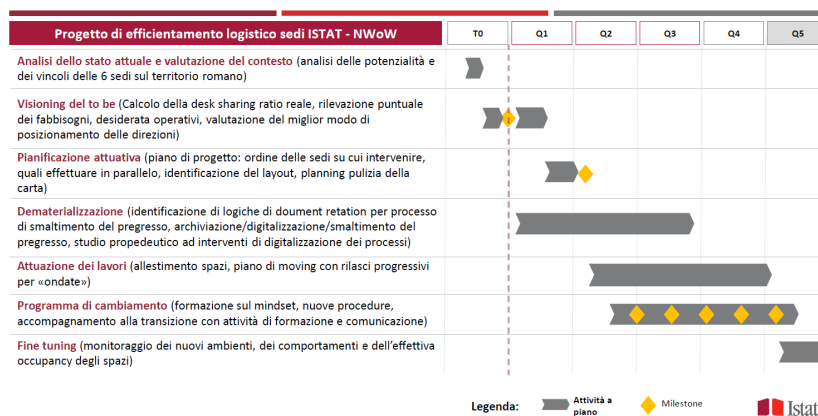 Progetto di efficientamento logistico sedi ISTAT - NWoW
T0
Q1
Q2
Q3
Q4
Q5
Analisi dello stato attuale e valutazione del contesto (analisi delle potenzialità e
dei vincoli delle 6 sedi sul territorio romano)
Visioning del to be (Calcolo della desk sharing ratio reale, rilevazione puntuale
dei fabbisogni, desiderata operativi, valutazione del miglior modo di
posizionamento delle direzioni)
Pianificazione attuativa (piano di progetto: ordine delle sedi su cui intervenire,
quali effettuare in parallelo, identificazione del layout, planning pulizia della
carta)
Dematerializzazione (identificazione di logiche di doument retation per processo
di smaltimento del pregresso, archiviazione/digitalizzazione/smaltimento del
pregresso, studio propedeutico ad interventi di digitalizzazione dei processi)
Attuazione dei lavori (allestimento spazi, piano di moving con rilasci progressivi
per «ondate»)
Programma di cambiamento (formazione sul mindset, nuove procedure,
accompagnamento alla transizione con attività di formazione e comunicazione)
Fine tuning (monitoraggio dei nuovi ambienti, dei comportamenti e dell'effettiva
occupancy degli spazi)
Legenda:
Attività a
piano
Milestone
Istat